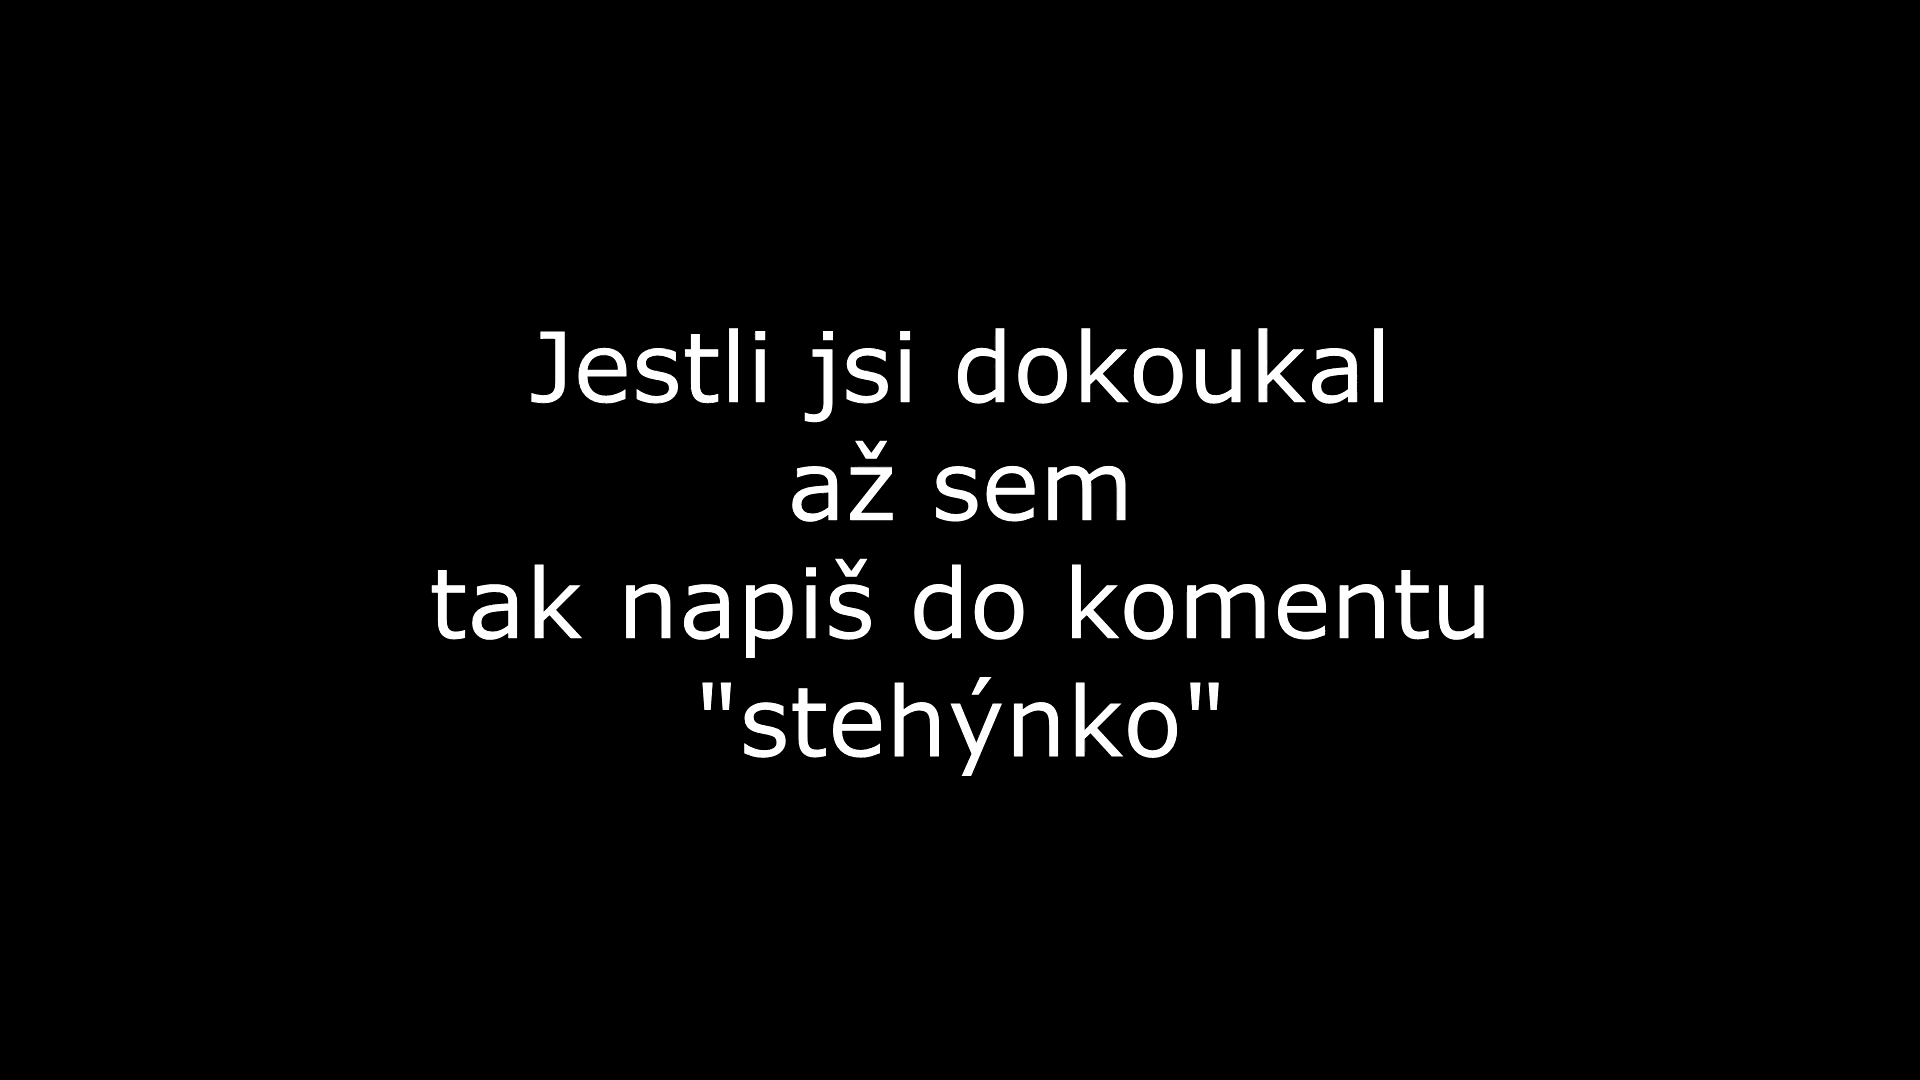 Jestli jsi dokoukal
až sem
tak napiš do komentu
"stehýnko"